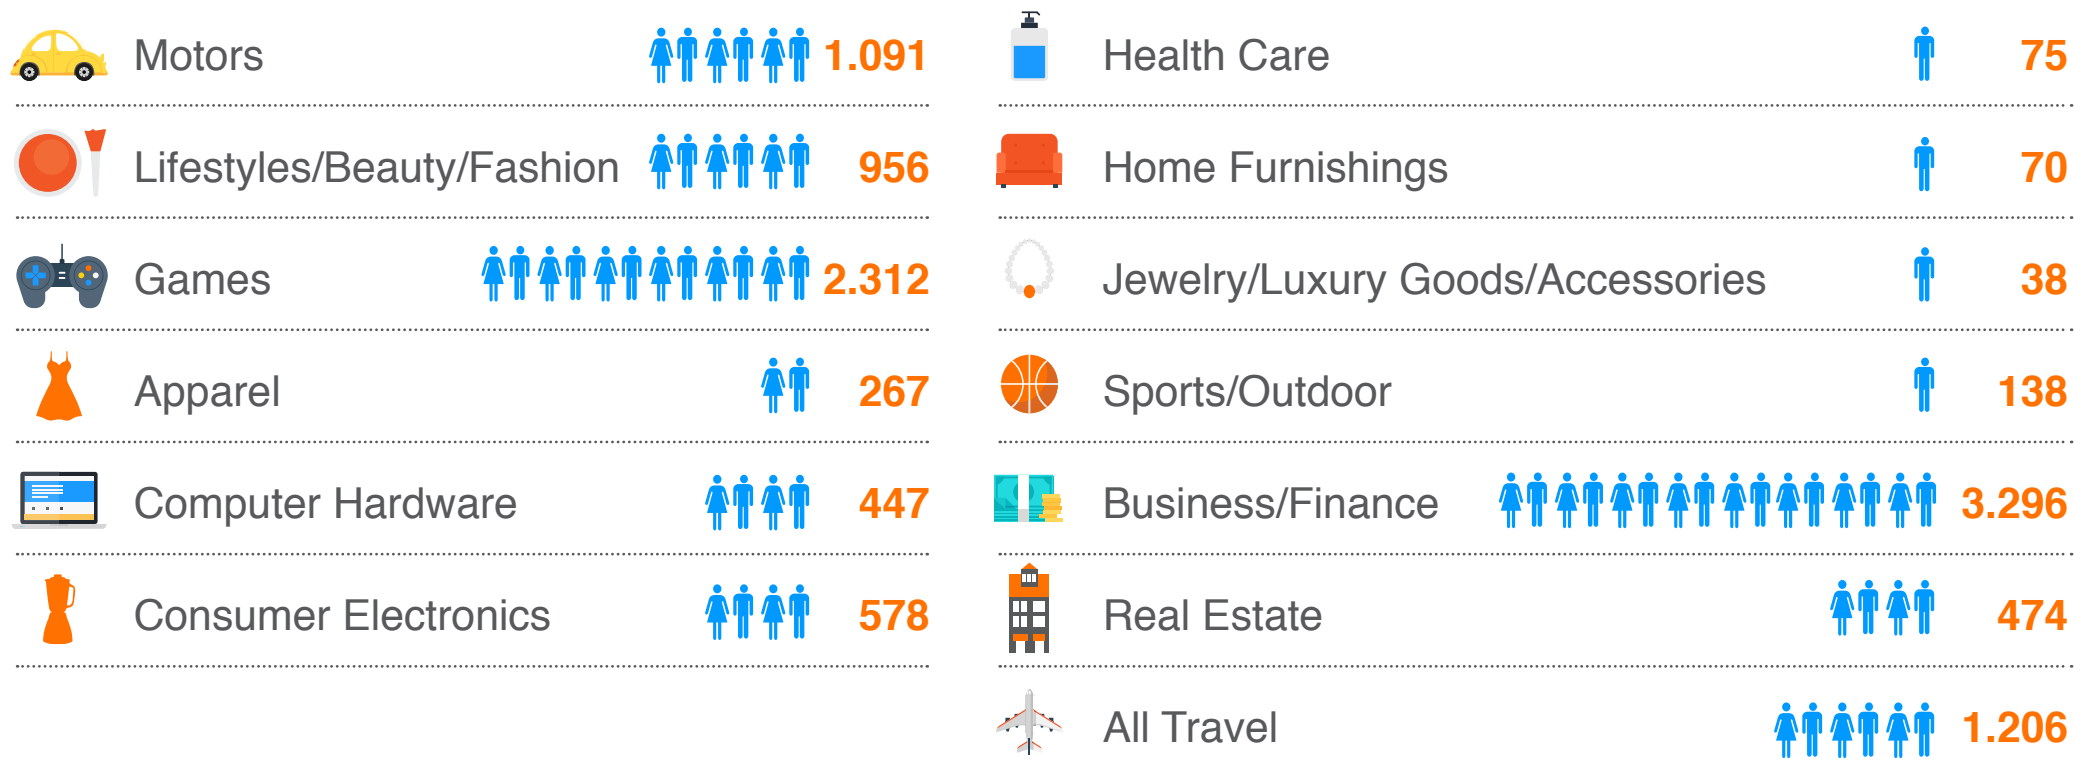 Motors 1.091
Lifestyles/Beauty/Fashion 956
Games 2.312
Apparel 267
Computer Hardware 447
Consumer Electronics 578
Health Care 75
Home Furnishings 70
Jewelry/Luxury Goods/Accessories 38
Sports/Outdoor 138
Business/Finance 3.296
Real Estate 474
All Travel 1.206